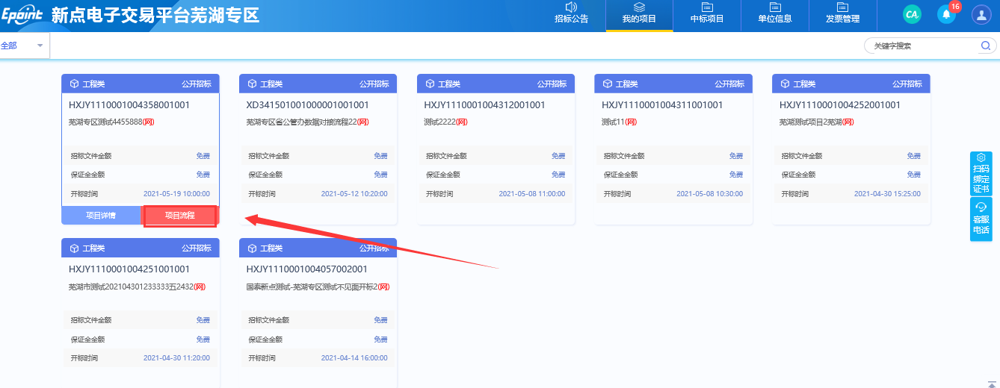 Epoint 新点电子交易平台芜湖专区
招标公告 我的项目 中标项目 单位信息 发票管理 CA 16
全部 关键字搜索
工程类 公开招标 工程类 公开招标 工程类 公开招标 工程类 公开招标 工程类 公开招标
HXJY1110001004358001001 XD341501001000001001001 HXJY1110001004312001001 HXJY1110001004311001001 HXJY1110001004252001001
芜湖专区测试4455888(网) 芜湖专区省公管办数据对接流程22(网) 测试2222(网) 测试11(网) 芜湖测试项目2芜湖(网)
招标文件金额 免费 招标文件金额 免费 招标文件金额 免费 招标文件金额 免费 招标文件金额 免费
保证金金额 免费 保证金金额 免费 保证金金额 免费 保证金金额 免费 保证金金额 免费
开标时间 2021-05-19 10:00:00 开标时间 2021-05-12 10:20:00 开标时间 2021-05-08 11:00:00 开标时间 2021-05-08 10:30:00 开标时间 2021-04-30 15:25:00
项目详情 项目流程
扫码
绑定
证书
客服
电话
工程类 公开招标 工程类 公开招标
HXJY1110001004251001001 HXJY1110001004057002001
芜湖市测试202104301233333五2432(网) 国泰新点测试-芜湖专区测试不见面开标2(网)
招标文件金额 免费 招标文件金额 免费
保证金金额 免费 保证金金额 免费
开标时间 2021-04-30 11:20:00 开标时间 2021-04-14 16:00:00